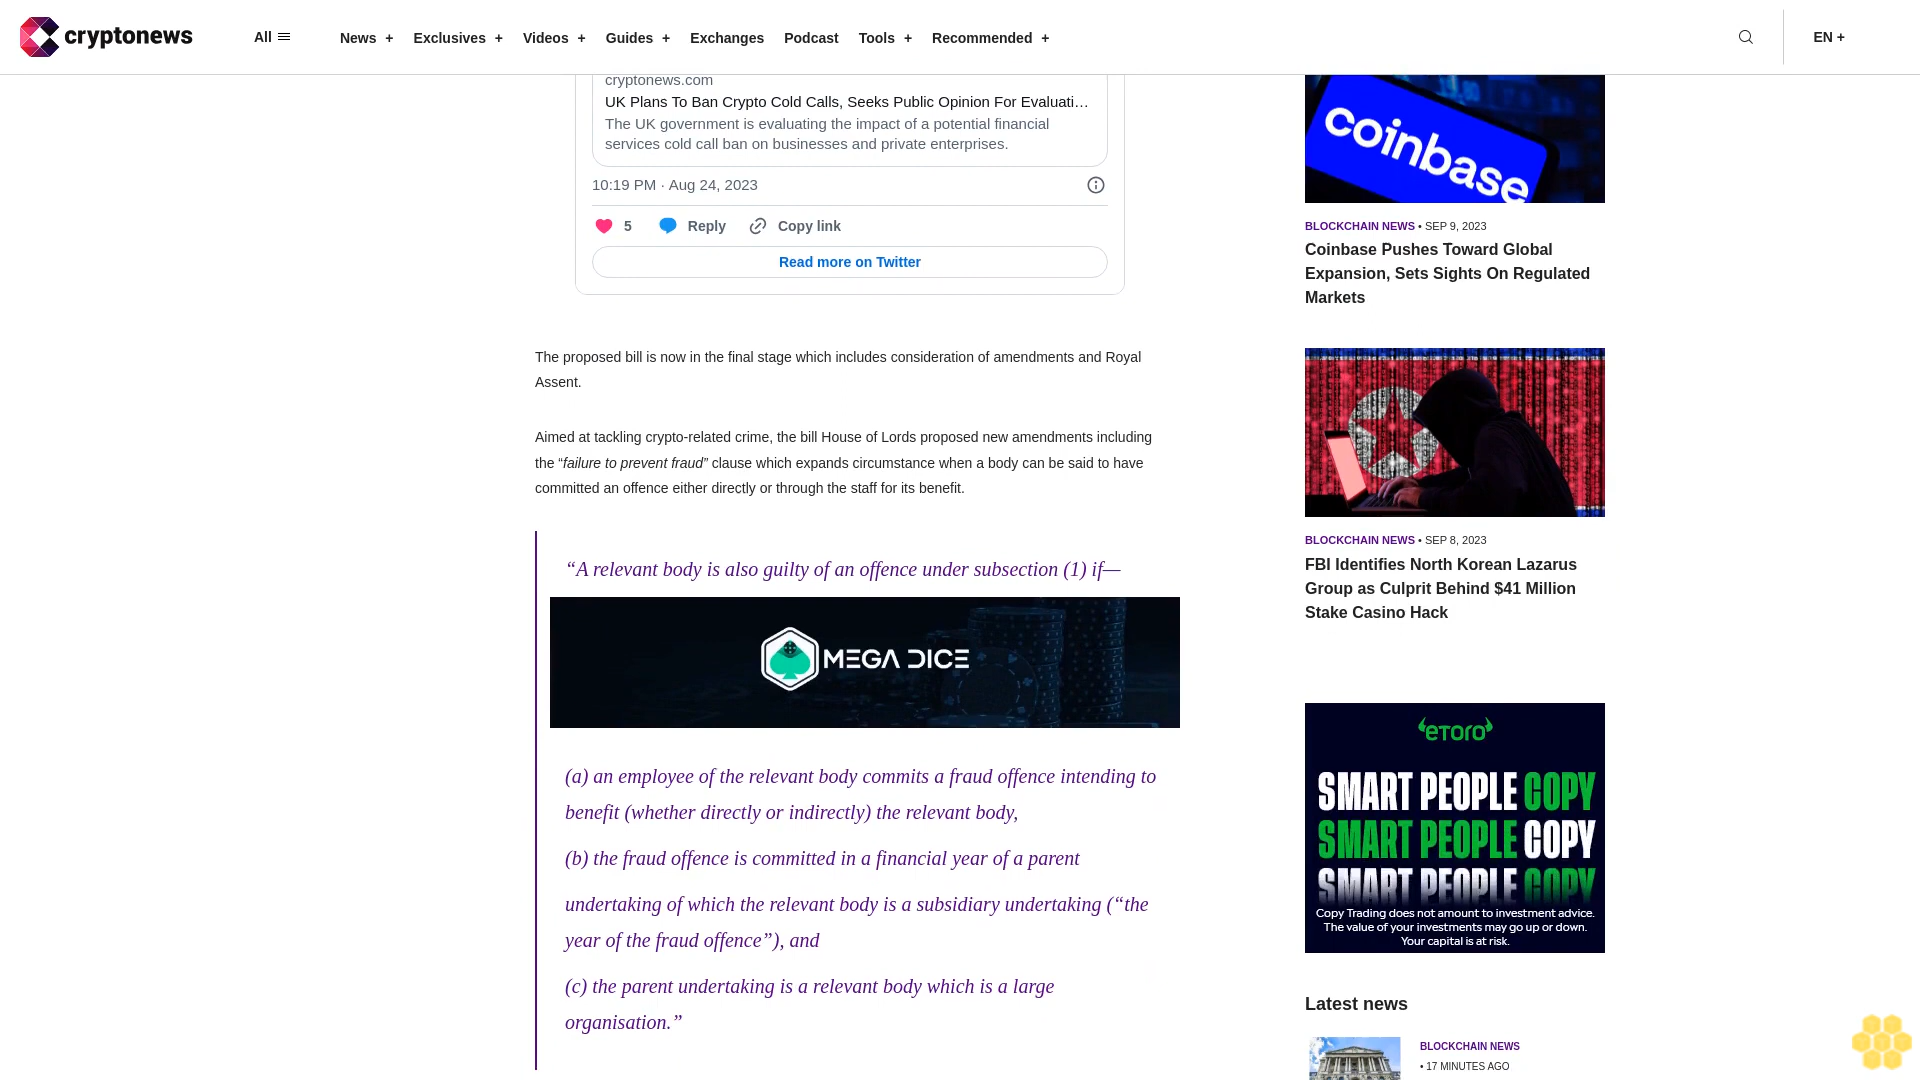 cryptonews
All
News +
Exclusives +
Videos +
Guides +
Exchanges
Podcast
Tools +
Recommended +
EN +
cryptonews.com
UK Plans To Ban Crypto Cold Calls, Seeks Public Opinion For Evaluati…
The UK government is evaluating the impact of a potential financial
services cold call ban on businesses and private enterprises.
10:19 PM · Aug 24, 2023
5
Reply
Copy link
Read more on Twitter
The proposed bill is now in the final stage which includes consideration of amendments and Royal
Assent.
Aimed at tackling crypto-related crime, the bill House of Lords proposed new amendments including
the “failure to prevent fraud” clause which expands circumstance when a body can be said to have
committed an offence either directly or through the staff for its benefit.
“A relevant body is also guilty of an offence under subsection (1) if—
MEGA DICE
(a) an employee of the relevant body commits a fraud offence intending to
benefit (whether directly or indirectly) the relevant body,
(b) the fraud offence is committed in a financial year of a parent
undertaking of which the relevant body is a subsidiary undertaking (“the
year of the fraud offence”), and
(c) the parent undertaking is a relevant body which is a large
organisation.”
coinbase
BLOCKCHAIN NEWS • SEP 9, 2023
Coinbase Pushes Toward Global
Expansion, Sets Sights On Regulated
Markets
BLOCKCHAIN NEWS • SEP 8, 2023
FBI Identifies North Korean Lazarus
Group as Culprit Behind $41 Million
Stake Casino Hack
eToro
SMART PEOPLE COPY
SMART PEOPLE COPY
SMART PEOPLE COPY
Copy Trading does not amount to investment advice.
The value of your investments may go up or down.
Your capital is at risk.
Latest news
BLOCKCHAIN NEWS
• 17 MINUTES AGO